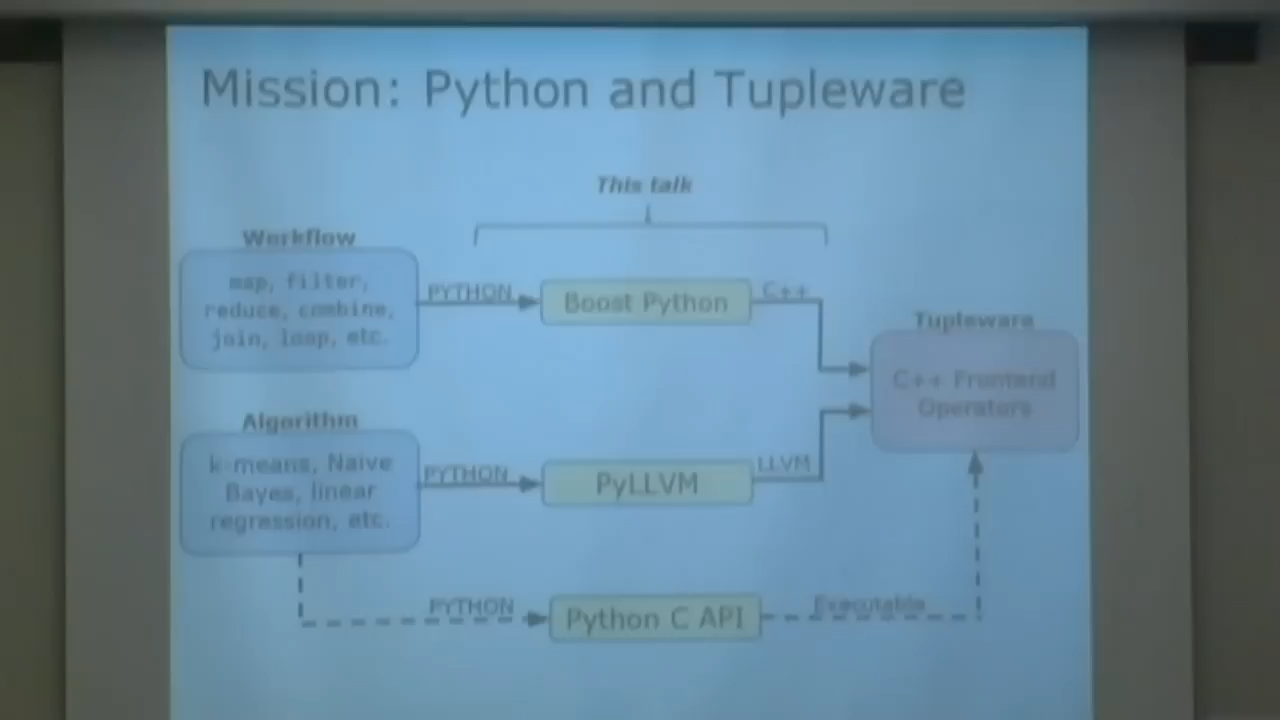 Mission: Python and Tupleware
This talk
Workflow
map, filter,
reduce, combine,
join, loop, etc.
PYTHON
Boost Python
C++
Tupleware
C++ Frontend
Operators
Algorithm
k-means, Naive
Bayes, linear
regression, etc.
PYTHON
PyLLVM
LLVM
PYTHON
Python C API
Executable